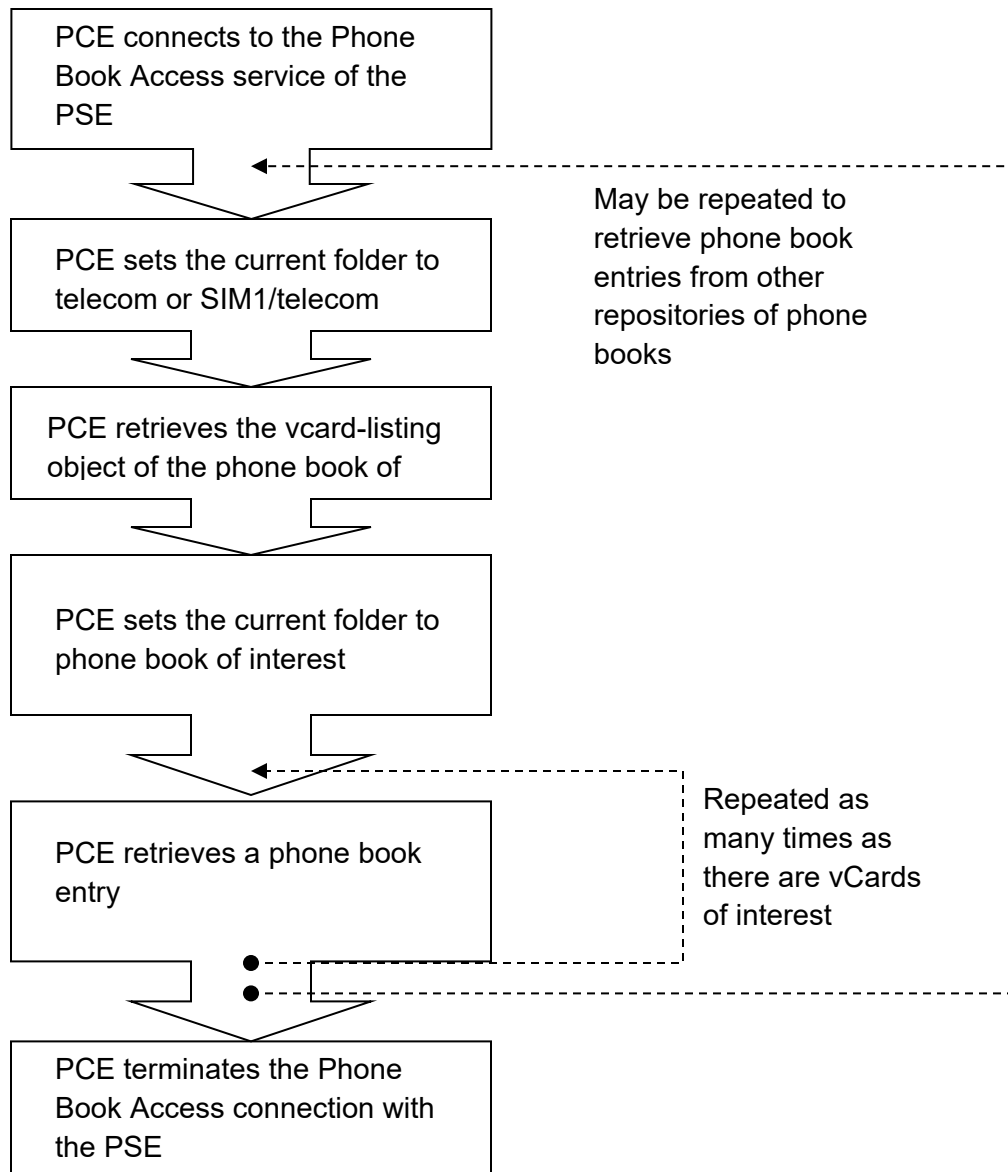 PCE connects to the Phone
Book Access service of the
PSE
May be repeated to
retrieve phone book
entries from other
repositories of phone
books
PCE sets the current folder to
telecom or SIM1/telecom
PCE retrieves the vcard-listing
object of the phone book of
PCE sets the current folder to
phone book of interest
Repeated as
many times as
there are vCards
of interest
PCE retrieves a phone book
entry
PCE terminates the Phone
Book Access connection with
the PSE